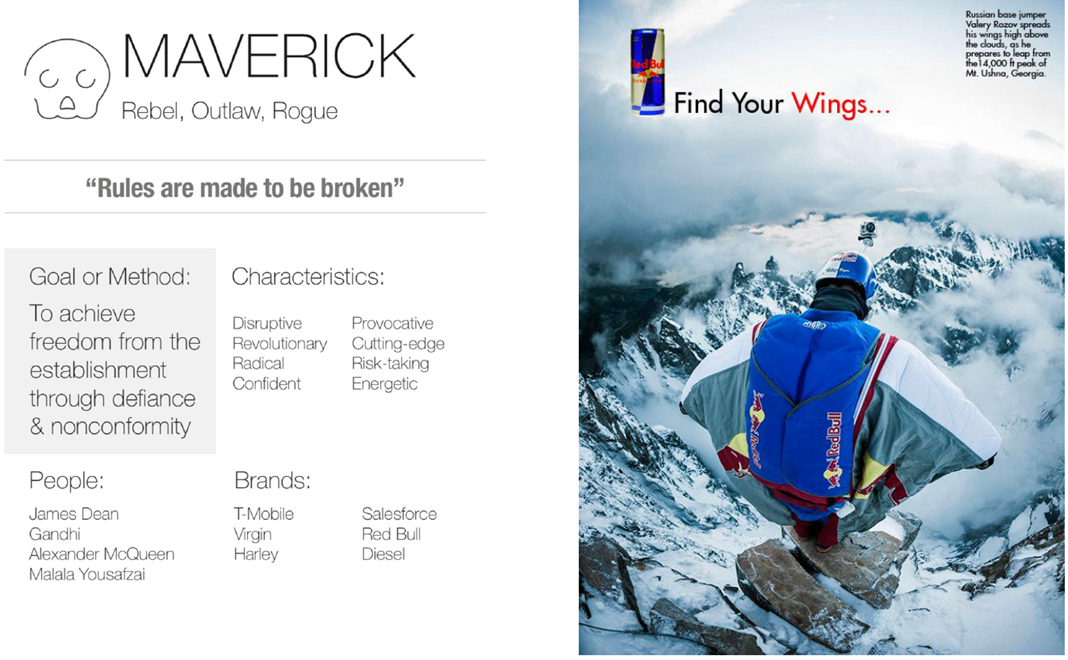 MAVERICK
Rebel, Outlaw, Rogue
“Rules are made to be broken”
Goal or Method:
To achieve
freedom from the
establishment
through defiance
& nonconformity
Characteristics:
Disruptive
Revolutionary
Radical
Confident
Provocative
Cutting-edge
Risk-taking
Energetic
People:
James Dean
Gandhi
Alexander McQueen
Malala Yousafzai
Brands:
T-Mobile
Virgin
Harley
Salesforce
Red Bull
Diesel
Russian base jumper
Valery Rozov spreads
his wings high above
the clouds, as he
prepares to leap from
the14,000 ft peak of
Mt. Ushna, Georgia.
Red Bull
Find Your Wings...
Red Bull
Red Bull
Red Bull